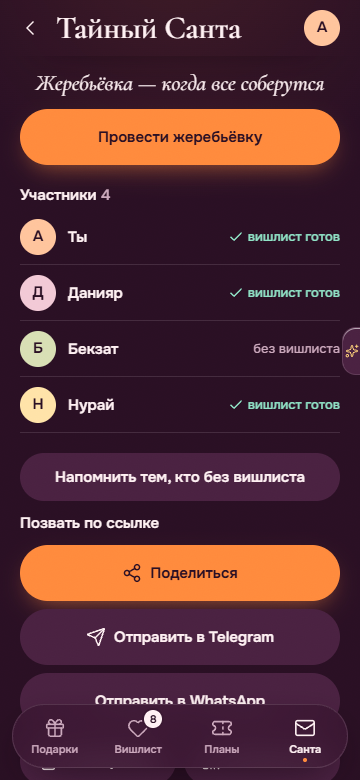 Тайный Санта
А
Жеребьёвка — когда все соберутся
Провести жеребьёвку
Участники 4
А Ты вишлист готов
Д Данияр вишлист готов
Б Бекзат без вишлиста
Н Нурай вишлист готов
Напомнить тем, кто без вишлиста
Позвать по ссылке
Поделиться
Отправить в Telegram
Отправить в WhatsApp
8
Подарки Вишлист Планы Санта